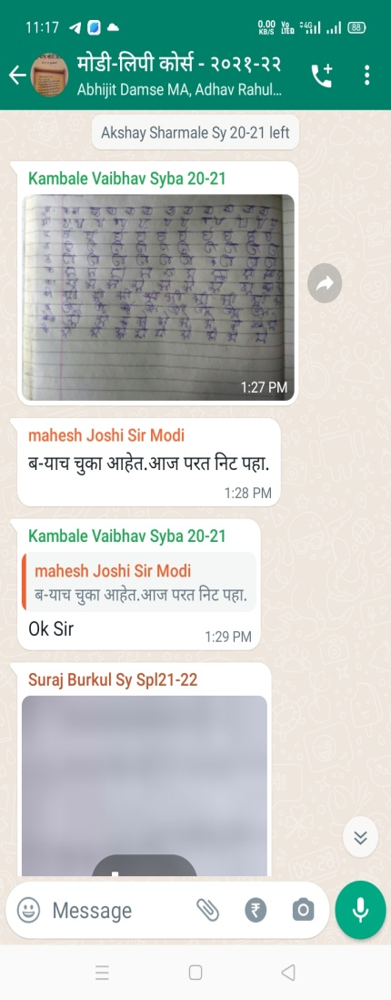 11:17
0.00 KB/S Vo LTE 4G 88
मोडी-लिपी कोर्स - २०२१-२२
Abhijit Damse MA, Adhav Rahul...
Akshay Sharmale Sy 20-21 left
Kambale Vaibhav Syba 20-21
1:27 PM
mahesh Joshi Sir Modi
ब-याच चुका आहेत.आज परत निट पहा.
1:28 PM
Kambale Vaibhav Syba 20-21
mahesh Joshi Sir Modi
ब-याच चुका आहेत.आज परत निट पहा.
Ok Sir
1:29 PM
Suraj Burkul Sy Spl21-22
Message